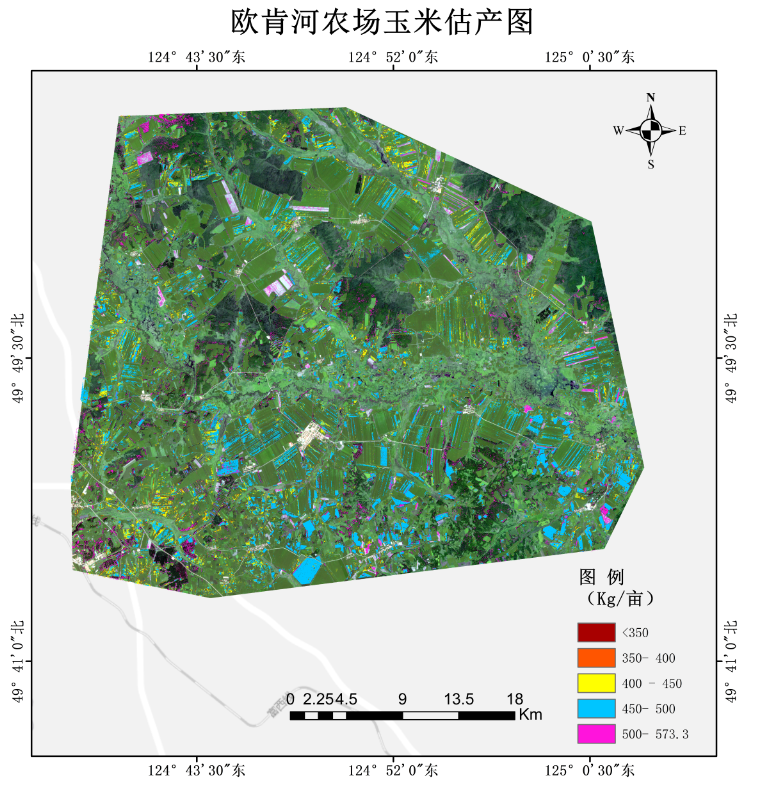 欧肯河农场玉米估产图
124° 43′30″东 124° 52′0″东 125° 0′30″东
N
W E
S
49° 49′30″北 49° 49′30″北
49° 41′0″北 49° 41′0″北
图 例
（Kg/亩）
<350
350- 400
400 - 450
450- 500
500- 573.3
0 2.25 4.5 9 13.5 18
Km
124° 43′30″东 124° 52′0″东 125° 0′30″东